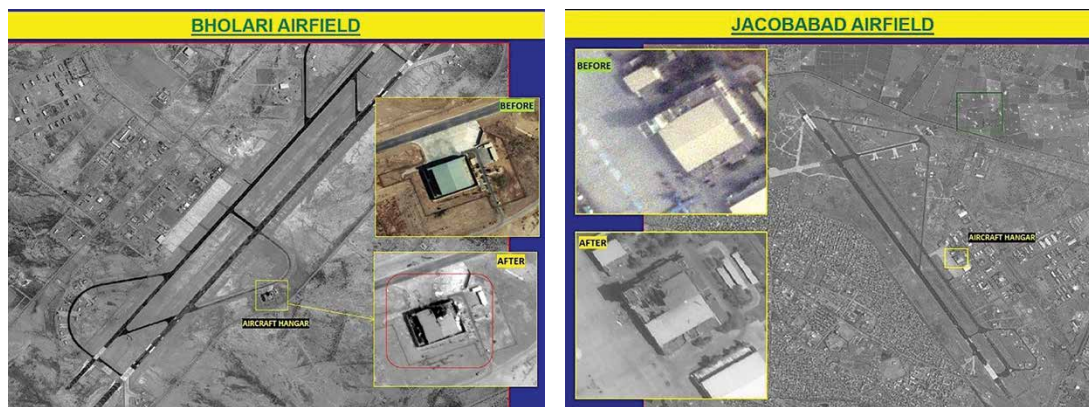 BHOLARI AIRFIELD
BEFORE
AFTER
AIRCRAFT HANGAR
JACOBABAD AIRFIELD
BEFORE
AFTER
AIRCRAFT HANGAR